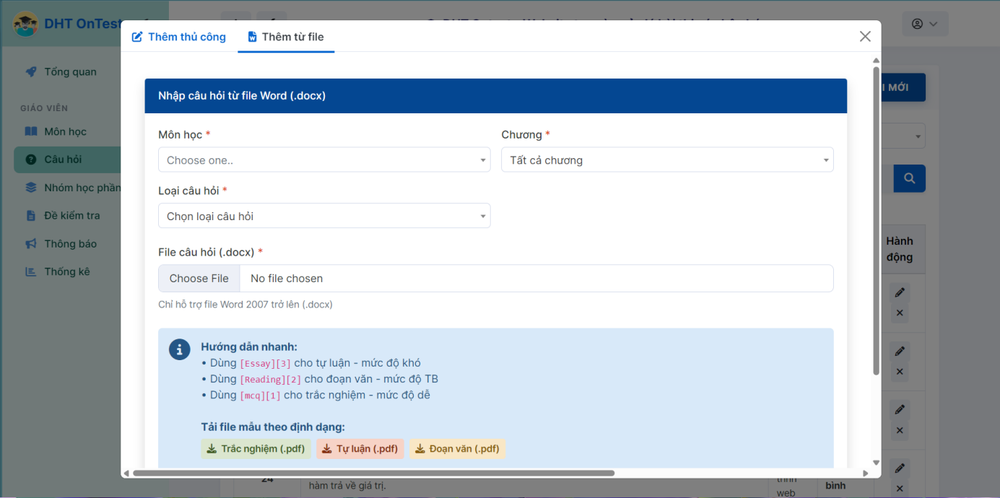 DHT OnTest
Thêm thủ công
Thêm từ file
Tổng quan
GIÁO VIÊN
Môn học
Câu hỏi
Nhóm học phần
Đề kiểm tra
Thông báo
Thống kê
Nhập câu hỏi từ file Word (.docx)
Môn học *
Chương *
Choose one..
Tất cả chương
Loại câu hỏi *
Chọn loại câu hỏi
File câu hỏi (.docx) *
Choose File
No file chosen
Chỉ hỗ trợ file Word 2007 trở lên (.docx)
Hướng dẫn nhanh:
• Dùng [Essay][3] cho tự luận - mức độ khó
• Dùng [Reading][2] cho đoạn văn - mức độ TB
• Dùng [mcq][1] cho trắc nghiệm - mức độ dễ
Tải file mẫu theo định dạng:
Trắc nghiệm (.pdf)
Tự luận (.pdf)
Đoạn văn (.pdf)
I MỚI
Hành
động
24
hàm trả về giá trị.
web
bình